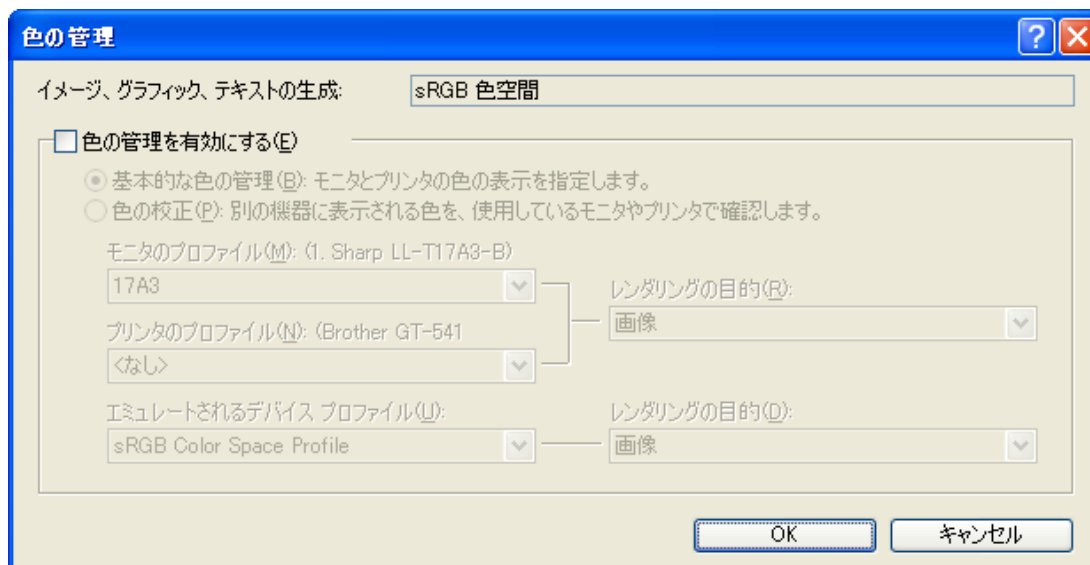 色の管理
イメージ、グラフィック、テキストの生成: sRGB 色空間
色の管理を有効にする(E)
基本的な色の管理(B): モニタとプリンタの色の表示を指定します。
色の校正(P): 別の機器に表示される色を、使用しているモニタやプリンタで確認します。
モニタのプロファイル(M): (1. Sharp LL-T17A3-B)
17A3
レンダリングの目的(R):
画像
プリンタのプロファイル(N): (Brother GT-541
<なし>
エミュレートされるデバイス プロファイル(U):
sRGB Color Space Profile
レンダリングの目的(D):
画像
OK キャンセル